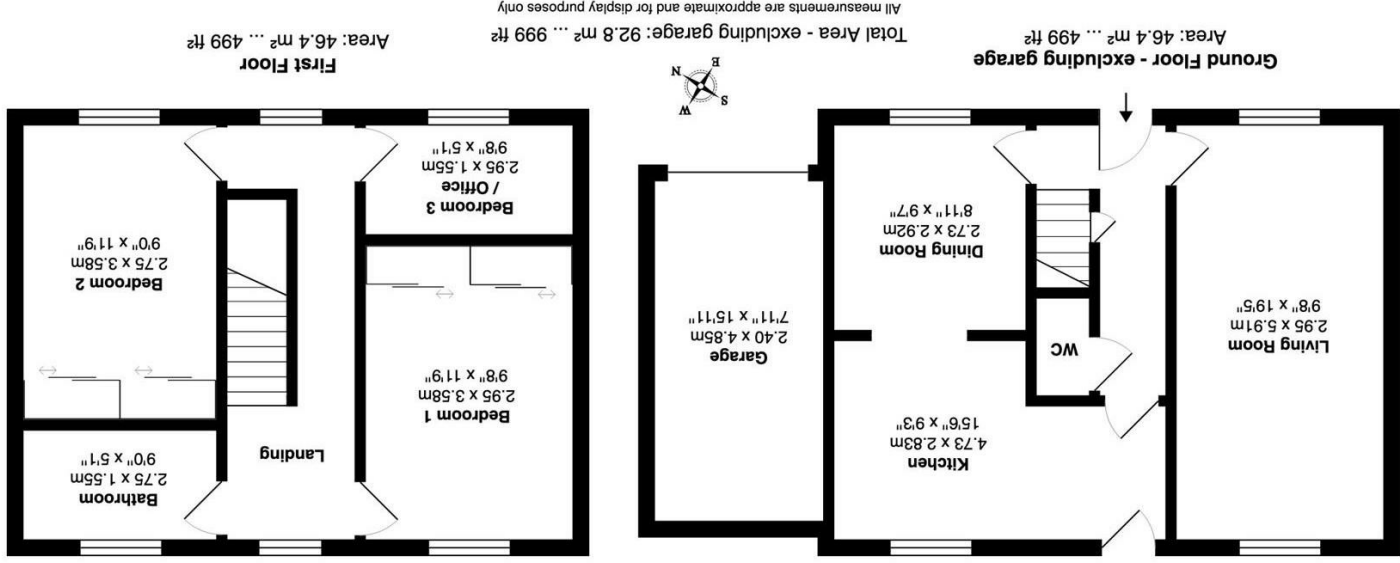 Living Room
2.95 x 5.91m
9'8" x 19'5"
WC
Dining Room
2.73 x 2.92m
8'11" x 9'7"
Kitchen
4.73 x 2.83m
15'6" x 9'3"
Garage
2.40 x 4.85m
7'11" x 15'11"
Ground Floor - excluding garage
Area: 46.4 m² ... 499 ft²
Bedroom 1
2.95 x 3.58m
9'8" x 11'9"
Bedroom 3
/ Office
2.95 x 1.55m
9'8" x 5'1"
Landing
Bathroom
2.75 x 1.55m
9'0" x 5'1"
Bedroom 2
2.75 x 3.58m
9'0" x 11'9"
First Floor
Area: 46.4 m² ... 499 ft²
N
E
S
W
Total Area - excluding garage: 92.8 m² ... 999 ft²
All measurements are approximate and for display purposes only